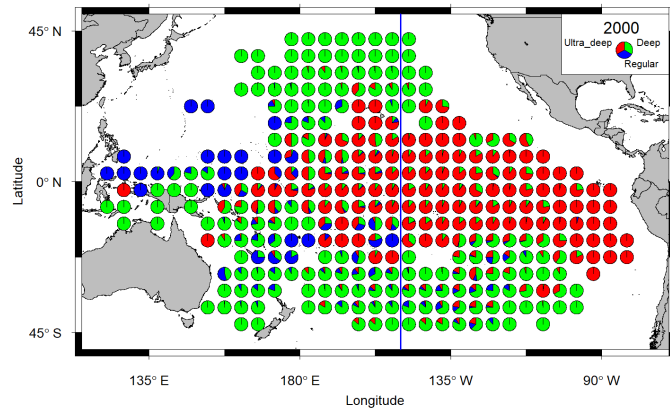 2000
Ultra_deep Deep
Regular
45° N
0° N
45° S
Latitude
135° E 180° E 135° W 90° W
Longitude